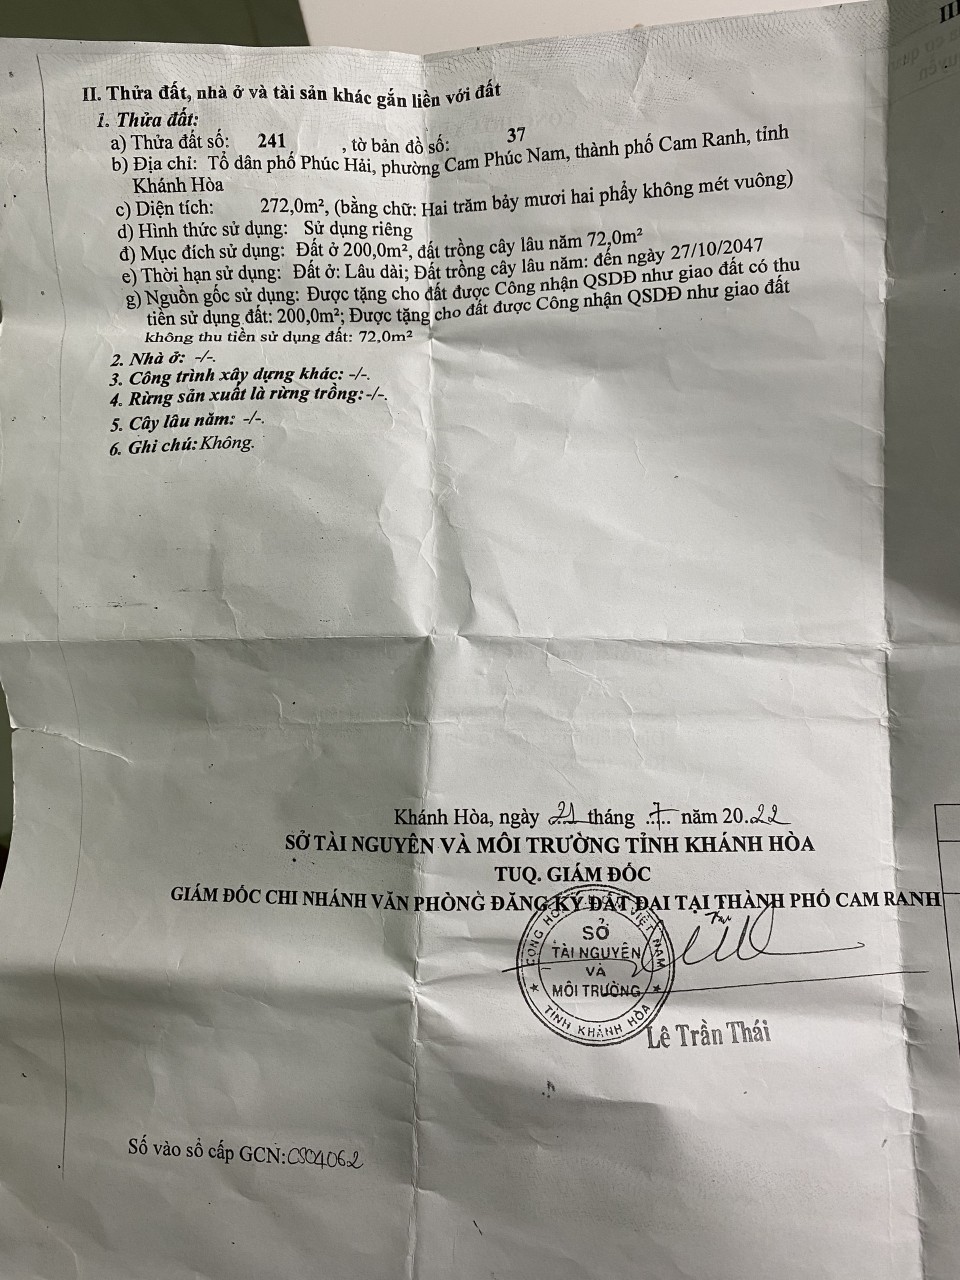 II. Thửa đất, nhà ở và tài sản khác gắn liền với đất
1. Thửa đất:
a) Thửa đất số: 241 , tờ bản đồ số: 37
b) Địa chỉ: Tổ dân phố Phúc Hải, phường Cam Phúc Nam, thành phố Cam Ranh, tỉnh
Khánh Hòa
c) Diện tích: 272,0m², (bằng chữ: Hai trăm bảy mươi hai phẩy không mét vuông)
d) Hình thức sử dụng: Sử dụng riêng
đ) Mục đích sử dụng: Đất ở 200,0m², đất trồng cây lâu năm 72,0m²
e) Thời hạn sử dụng: Đất ở: Lâu dài; Đất trồng cây lâu năm: đến ngày 27/10/2047
g) Nguồn gốc sử dụng: Được tặng cho đất được Công nhận QSDĐ như giao đất có thu
tiền sử dụng đất: 200,0m²; Được tặng cho đất được Công nhận QSDĐ như giao đất
không thu tiền sử dụng đất: 72,0m²
2. Nhà ở: -/-.
3. Công trình xây dựng khác: -/-.
4. Rừng sản xuất là rừng trồng: -/-.
5. Cây lâu năm: -/-.
6. Ghi chú: Không.
Khánh Hòa, ngày 21 tháng .7. năm 20.22
SỞ TÀI NGUYÊN VÀ MÔI TRƯỜNG TỈNH KHÁNH HÒA
TUQ. GIÁM ĐỐC
GIÁM ĐỐC CHI NHÁNH VĂN PHÒNG ĐĂNG KÝ ĐẤT ĐAI TẠI THÀNH PHỐ CAM RANH
SỞ
TÀI NGUYÊN
VÀ
MÔI TRƯỜNG
TỈNH KHÁNH HÒA
Lê Trần Thái
Số vào sổ cấp GCN: CS04062